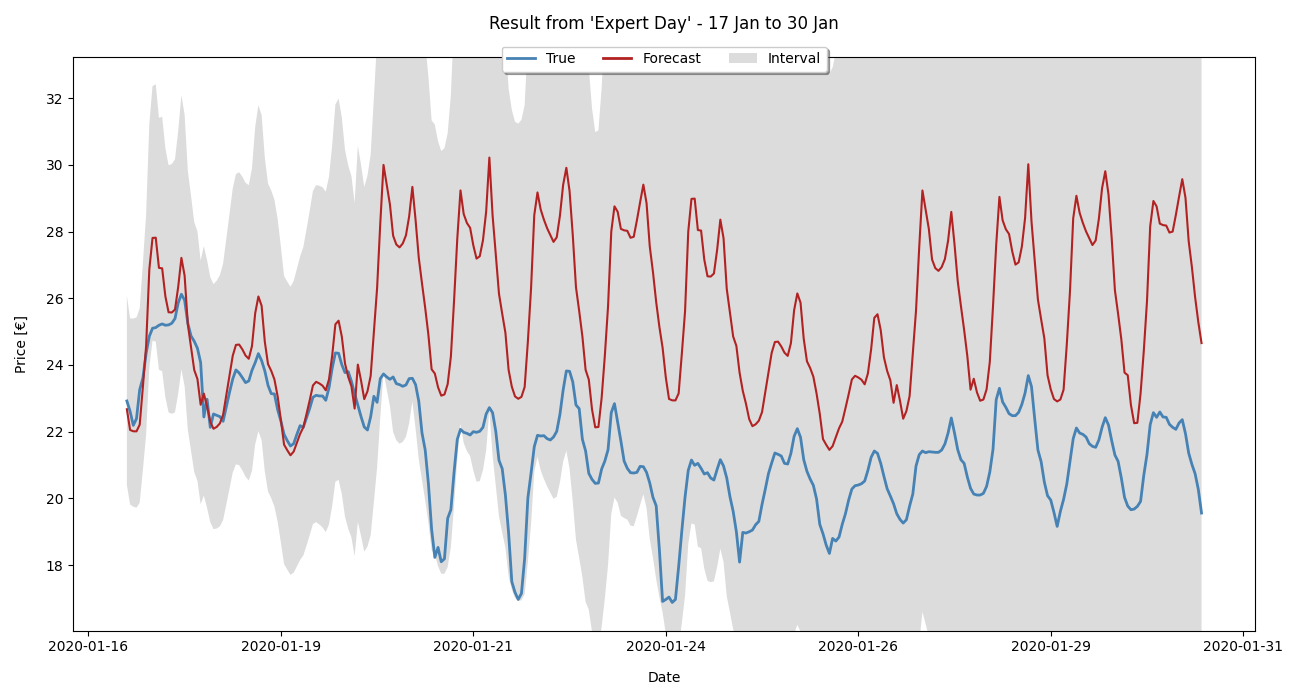 Result from 'Expert Day' - 17 Jan to 30 Jan
True Forecast Interval
32
30
28
26
24
22
20
18
Price [€]
2020-01-16 2020-01-19 2020-01-21 2020-01-24 2020-01-26 2020-01-29 2020-01-31
Date